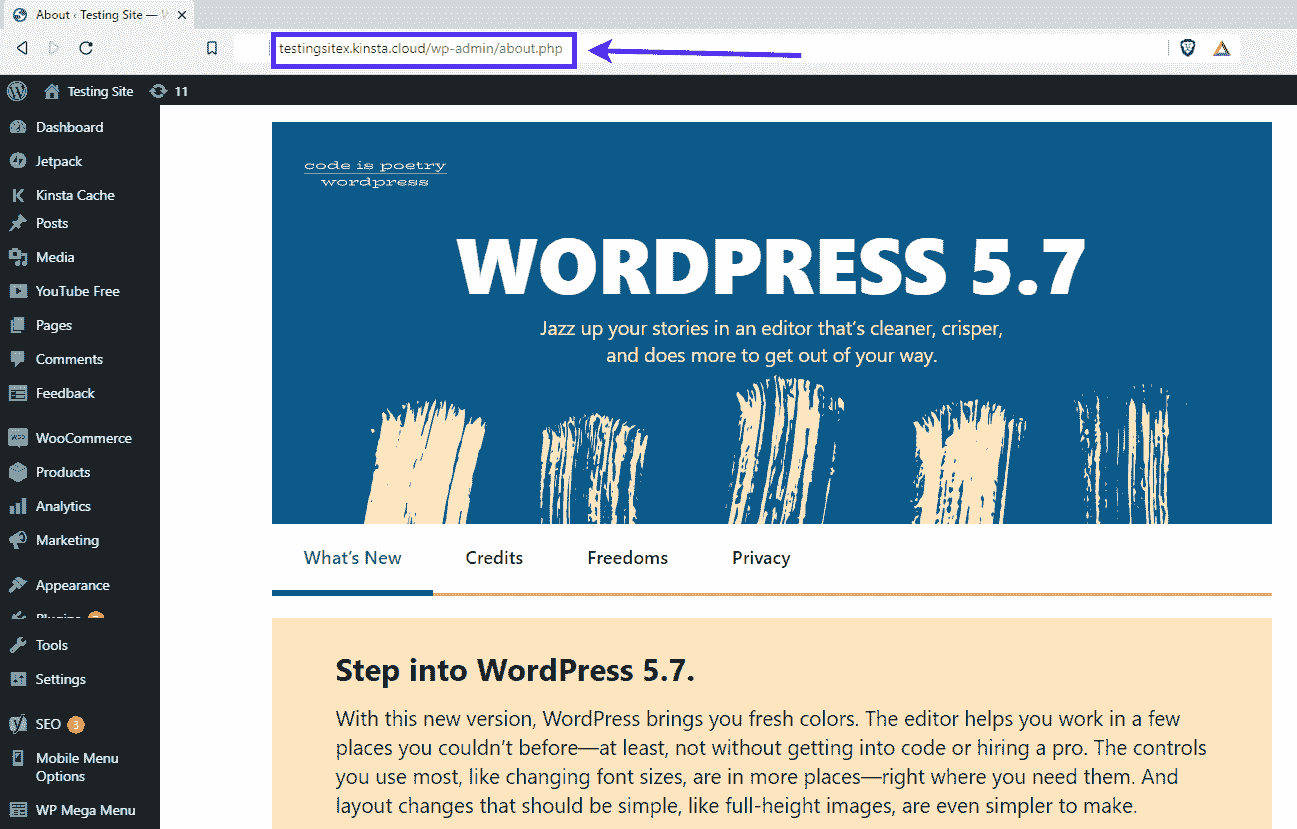 About ‹ Testing Site —
testingsitex.kinsta.cloud/wp-admin/about.php
Testing Site 11
Dashboard
Jetpack
Kinsta Cache
Posts
Media
YouTube Free
Pages
Comments
Feedback
WooCommerce
Products
Analytics
Marketing
Appearance
Tools
Settings
SEO 3
Mobile Menu
Options
WP Mega Menu
code is poetry
wordpress
WORDPRESS 5.7
Jazz up your stories in an editor that's cleaner, crisper,
and does more to get out of your way.
What's New Credits Freedoms Privacy
Step into WordPress 5.7.
With this new version, WordPress brings you fresh colors. The editor helps you work in a few
places you couldn't before—at least, not without getting into code or hiring a pro. The controls
you use most, like changing font sizes, are in more places—right where you need them. And
layout changes that should be simple, like full-height images, are even simpler to make.